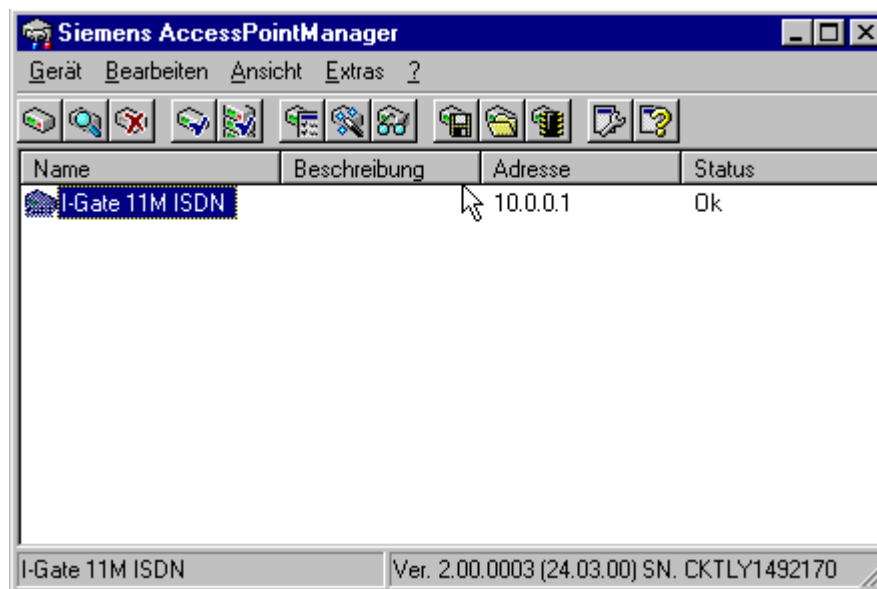 Siemens AccessPointManager
Gerät Bearbeiten Ansicht Extras ?
Name Beschreibung Adresse Status
I-Gate 11M ISDN 10.0.0.1 Ok
I-Gate 11M ISDN Ver. 2.00.0003 (24.03.00) SN. CKTLY1492170